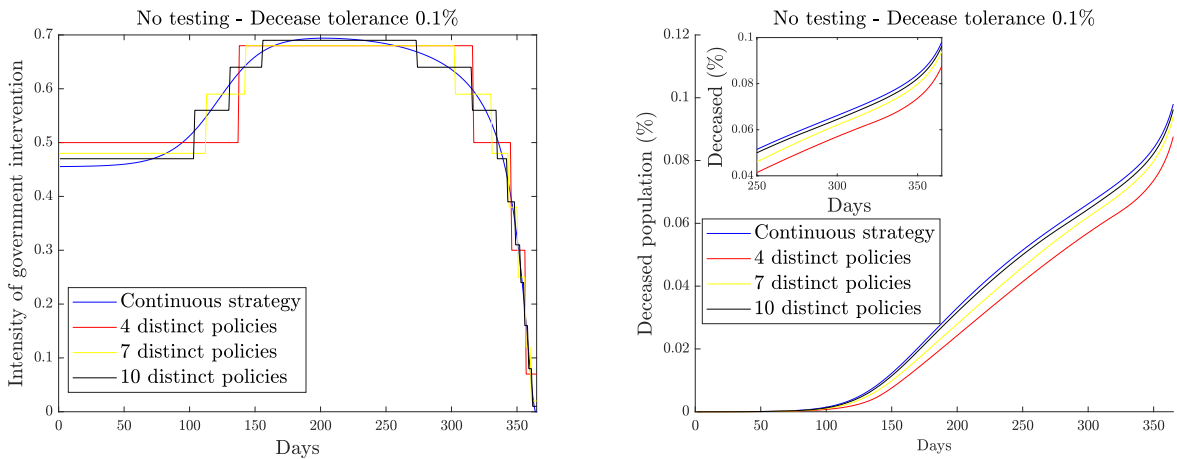 No testing - Decease tolerance 0.1%
Intensity of government intervention
0.7
0.6
0.5
0.4
0.3
0.2
0.1
0
Continuous strategy
4 distinct policies
7 distinct policies
10 distinct policies
0 50 100 150 200 250 300 350
Days
No testing - Decease tolerance 0.1%
Deceased population (%)
0.12
0.1
0.08
0.06
0.04
0.02
0
Deceased (%)
0.1
0.08
0.06
0.04
250 300 350
Days
Continuous strategy
4 distinct policies
7 distinct policies
10 distinct policies
0 50 100 150 200 250 300 350
Days